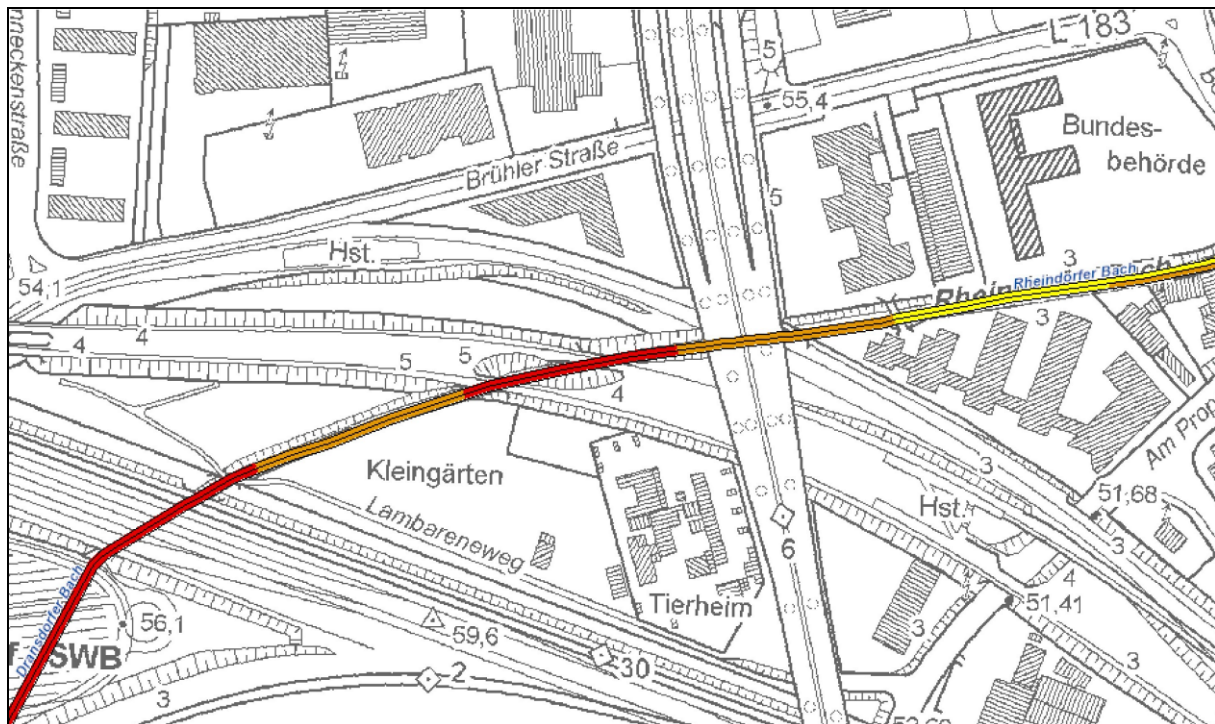 nneckenstraße
L 183
5
55,4
Bundes-
behörde
Brühler Straße
5
Hst.
54,1
3
Rheindorfer Bach
3
4
4
5
5
4
Kleingärten
Lambareneweg
Am Prop
3
51,68
Hst.
3
6
3
4
Tierheim
51,41
Dransdorfer Bach
56,1
59,6
3
f SWB
30
2
3
3